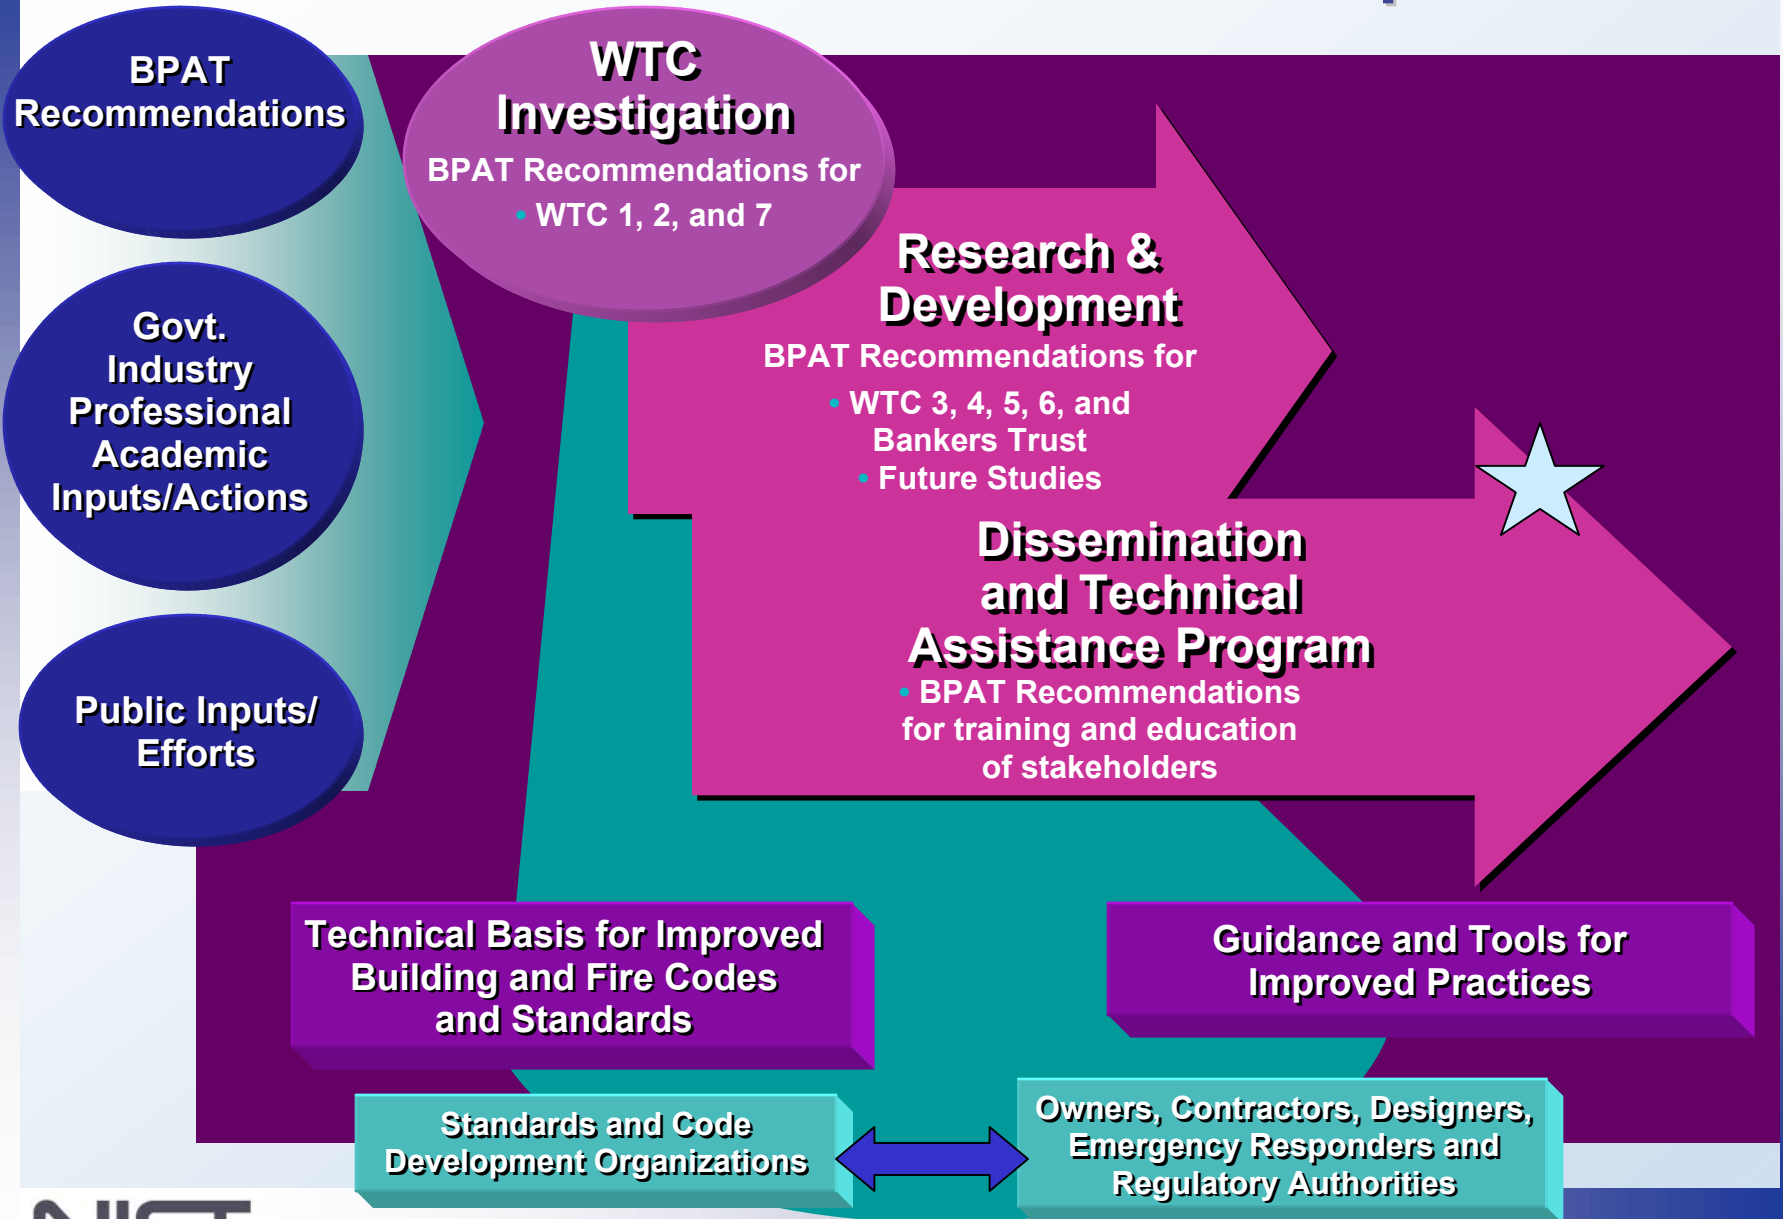 BPAT
Recommendations
WTC
Investigation
BPAT Recommendations for
• WTC 1, 2, and 7
Govt.
Industry
Professional
Academic
Inputs/Actions
Research &
Development
BPAT Recommendations for
• WTC 3, 4, 5, 6, and
Bankers Trust
• Future Studies
Public Inputs/
Efforts
Dissemination
and Technical
Assistance Program
• BPAT Recommendations
for training and education
of stakeholders
Technical Basis for Improved
Building and Fire Codes
and Standards
Guidance and Tools for
Improved Practices
Standards and Code
Development Organizations
Owners, Contractors, Designers,
Emergency Responders and
Regulatory Authorities
NIST